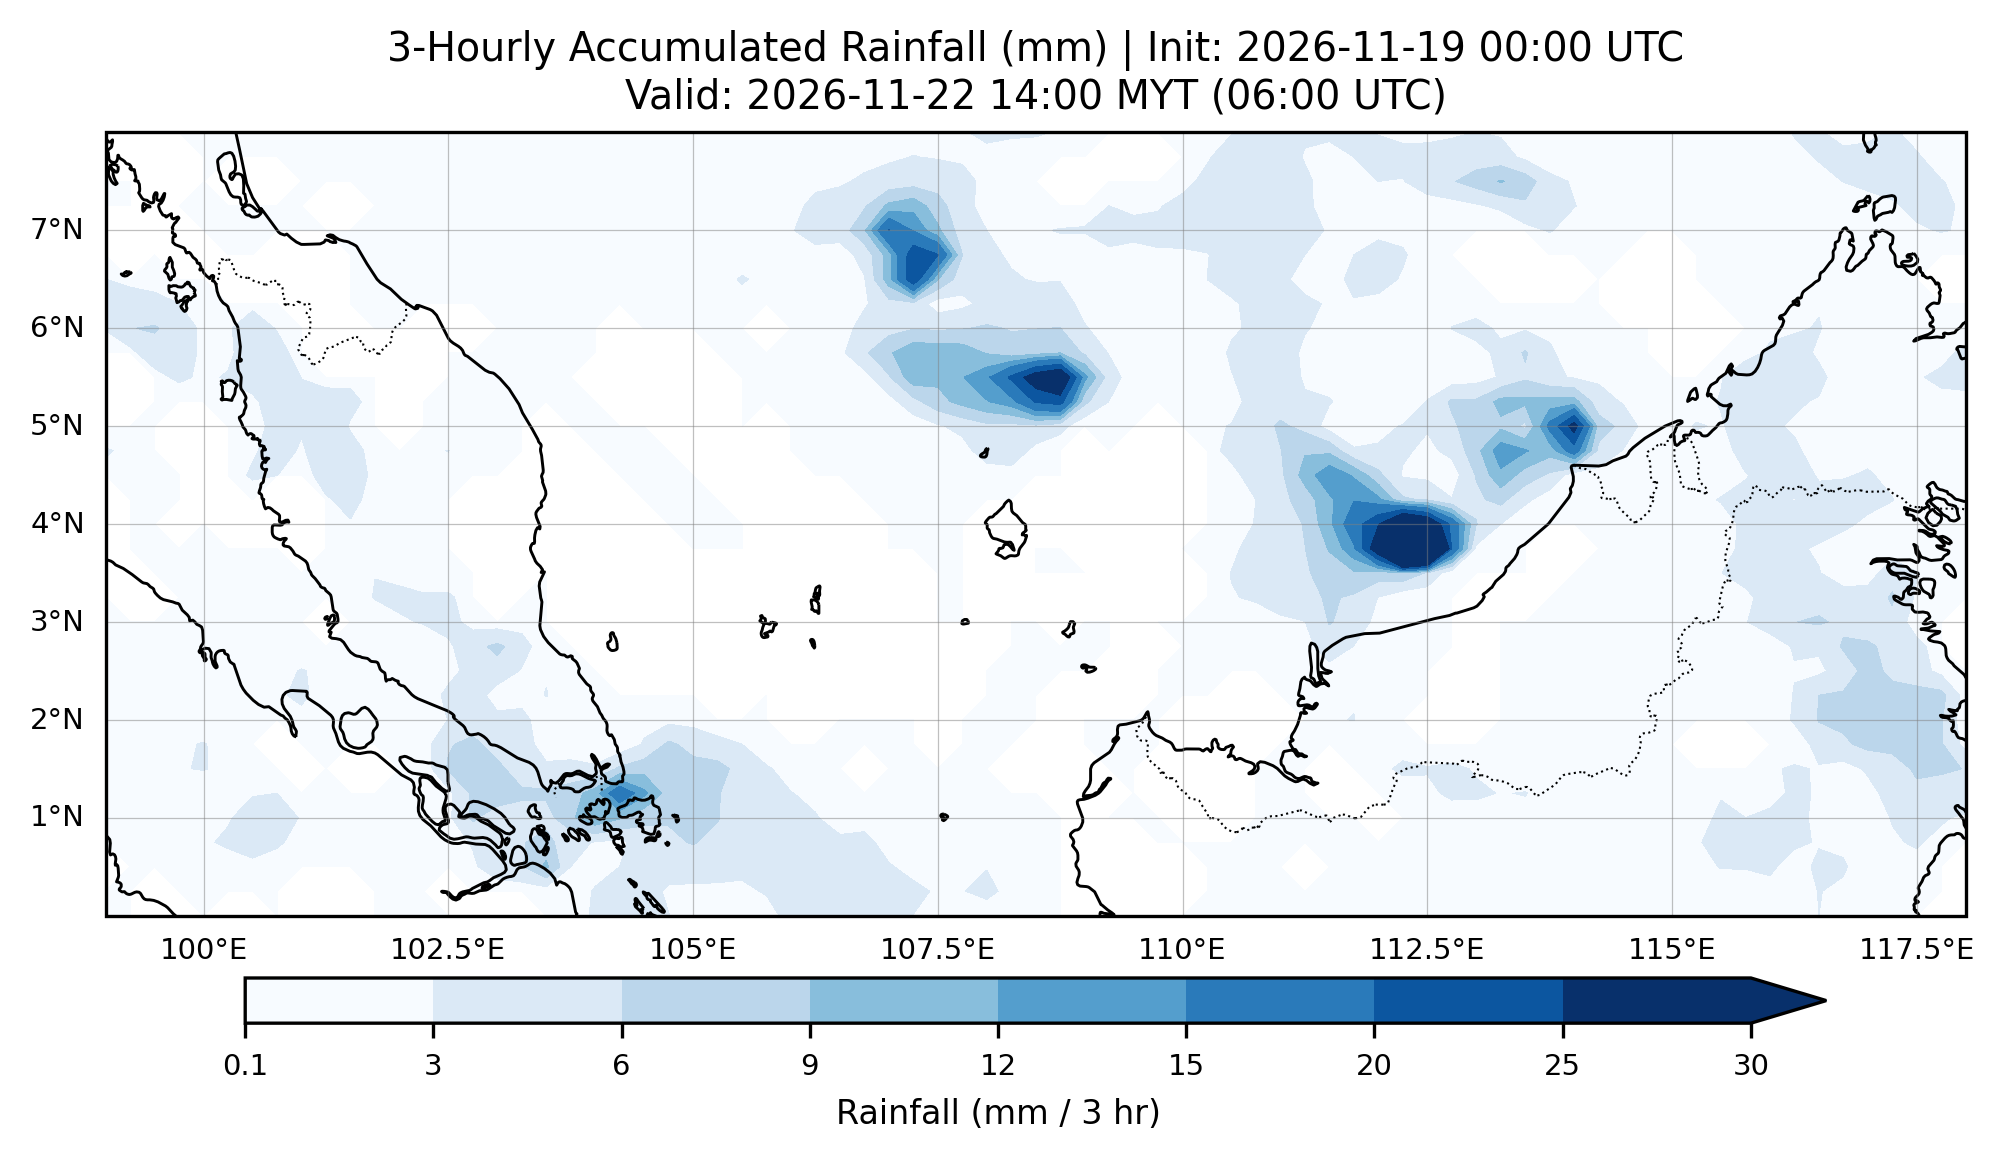 3-Hourly Accumulated Rainfall (mm) | Init: 2026-11-19 00:00 UTC
Valid: 2026-11-22 14:00 MYT (06:00 UTC)
7°N
6°N
5°N
4°N
3°N
2°N
1°N
100°E 102.5°E 105°E 107.5°E 110°E 112.5°E 115°E 117.5°E
0.1 3 6 9 12 15 20 25 30
Rainfall (mm / 3 hr)